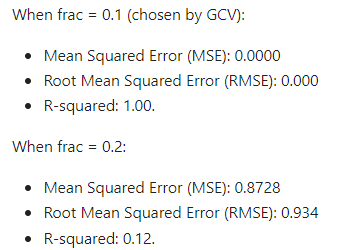 When frac = 0.1 (chosen by GCV):
• Mean Squared Error (MSE): 0.0000
• Root Mean Squared Error (RMSE): 0.000
• R-squared: 1.00.
When frac = 0.2:
• Mean Squared Error (MSE): 0.8728
• Root Mean Squared Error (RMSE): 0.934
• R-squared: 0.12.